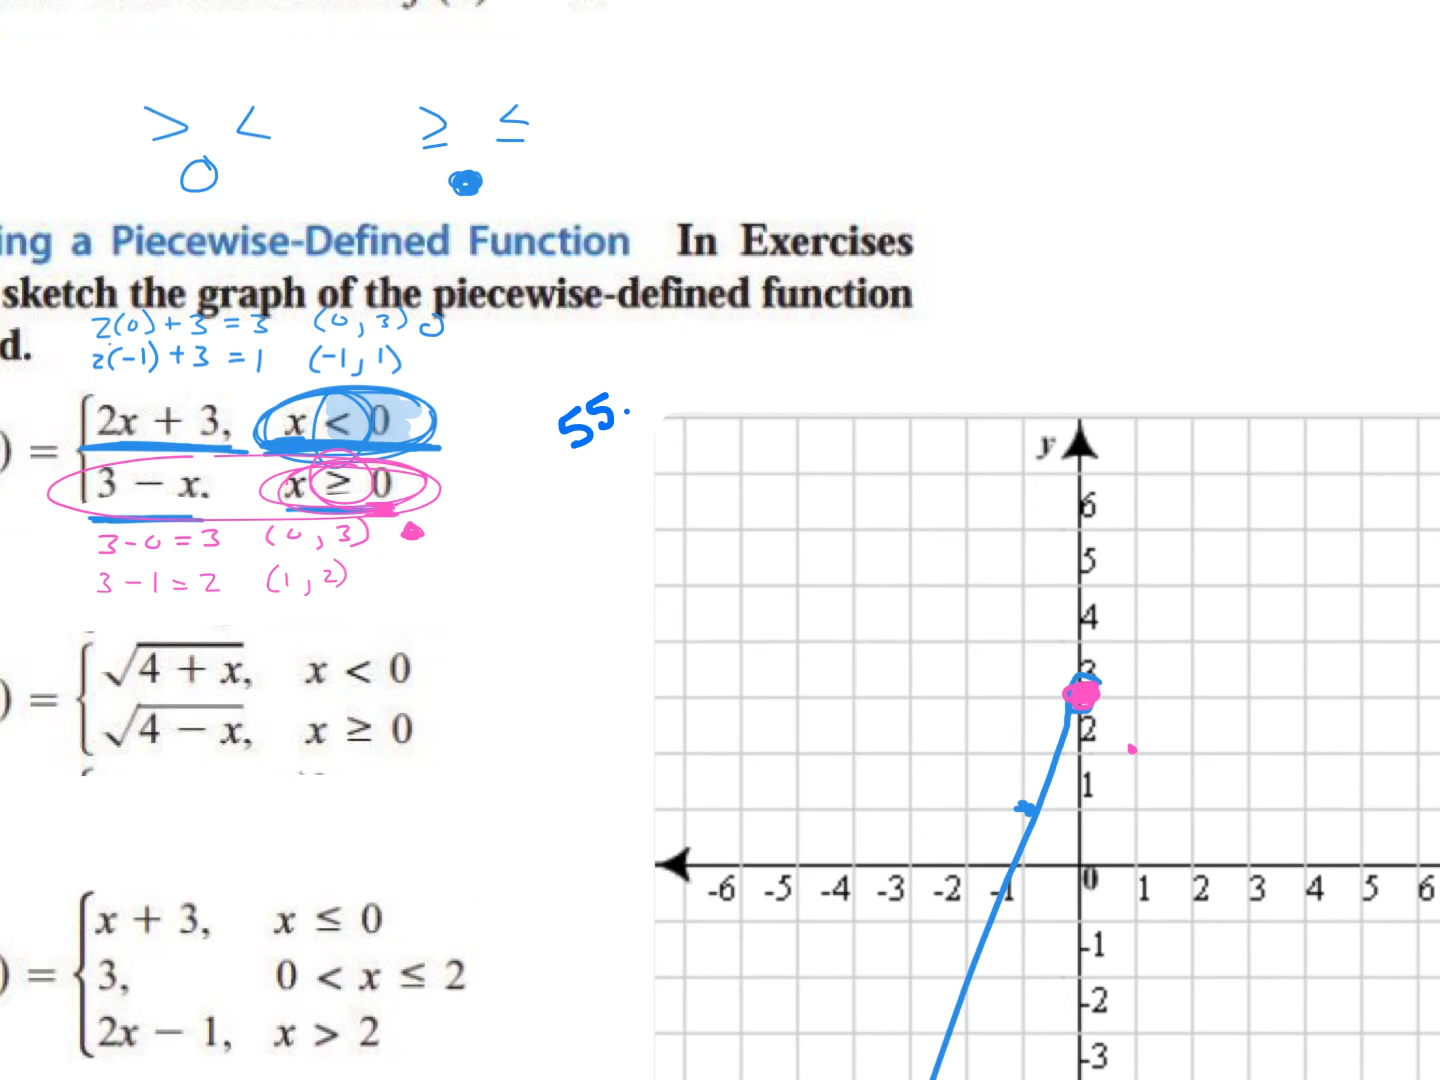 > < ≥ ≤
ing a Piecewise-Defined Function In Exercises
sketch the graph of the piecewise-defined function
d.
2(0) + 3 = 3 (0, 3)
2(-1) + 3 = 1 (-1, 1)
) = { 2x + 3, x < 0
3 − x, x ≥ 0
3 - 0 = 3 (0, 3)
3 - 1 = 2 (1, 2)
55.
) = { √4 + x, x < 0
√4 − x, x ≥ 0
) = { x + 3, x ≤ 0
3, 0 < x ≤ 2
2x − 1, x > 2
y
6
5
4
3
2
1
-6 -5 -4 -3 -2 -1 0 1 2 3 4 5 6
-1
-2
-3